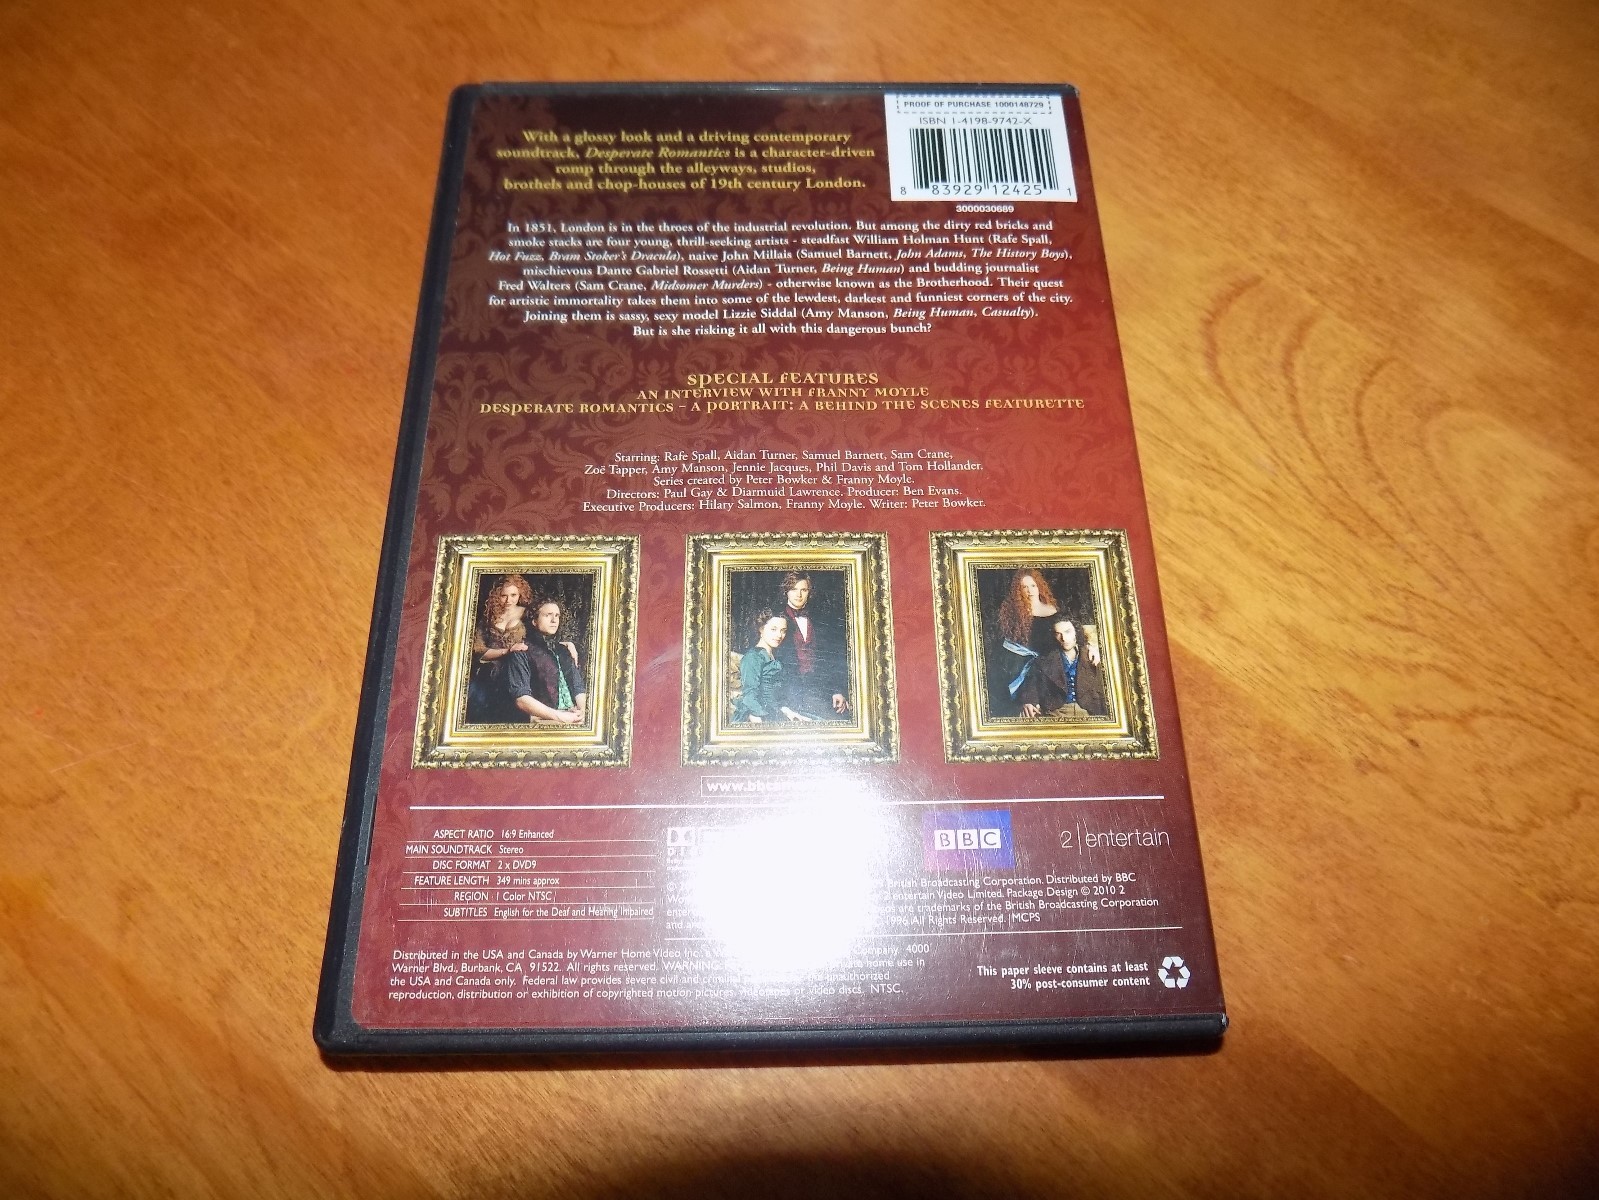 With a glossy look and a driving contemporary
soundtrack, Desperate Romantics is a character-driven
romp through the alleyways, studios,
brothels and chop-houses of 19th century London.
PROOF OF PURCHASE 1000148729
ISBN 1-4198-9742-X
8 83929 12425 1
3000030689
In 1851, London is in the throes of the industrial revolution. But among the dirty red bricks and
smoke stacks are four young, thrill-seeking artists - steadfast William Holman Hunt (Rafe Spall,
Hot Fuzz, Bram Stoker's Dracula), naive John Millais (Samuel Barnett, John Adams, The History Boys),
mischievous Dante Gabriel Rossetti (Aidan Turner, Being Human) and budding journalist
Fred Walters (Sam Crane, Midsomer Murders) - otherwise known as the Brotherhood. Their quest
for artistic immortality takes them into some of the lewdest, darkest and funniest corners of the city.
Joining them is sassy, sexy model Lizzie Siddal (Amy Manson, Being Human, Casualty).
But is she risking it all with this dangerous bunch?
SPECIAL FEATURES
AN INTERVIEW WITH FRANNY MOYLE
DESPERATE ROMANTICS – A PORTRAIT: A BEHIND THE SCENES FEATURETTE
Starring: Rafe Spall, Aidan Turner, Samuel Barnett, Sam Crane,
Zoë Tapper, Amy Manson, Jennie Jacques, Phil Davis and Tom Hollander.
Series created by Peter Bowker & Franny Moyle.
Directors: Paul Gay & Diarmuid Lawrence. Producer: Ben Evans.
Executive Producers: Hilary Salmon, Franny Moyle. Writer: Peter Bowker.
ASPECT RATIO 16:9 Enhanced
MAIN SOUNDTRACK Stereo
DISC FORMAT 2 x DVD9
FEATURE LENGTH 349 mins approx
REGION 1 Color NTSC
SUBTITLES English for the Deaf and Hearing Impaired
BBC
2 entertain
British Broadcasting Corporation. Distributed by BBC
2 entertain Video Limited. Package Design © 2010 2
are trademarks of the British Broadcasting Corporation
1996 All Rights Reserved. MCPS
Distributed in the USA and Canada by Warner Home Video Inc., Company 4000
Warner Blvd., Burbank, CA 91522. All rights reserved. WARNING: home use in
the USA and Canada only. Federal law provides severe civil and criminal unauthorized
reproduction, distribution or exhibition of copyrighted motion pictures, videotapes or video discs. NTSC.
This paper sleeve contains at least
30% post-consumer content